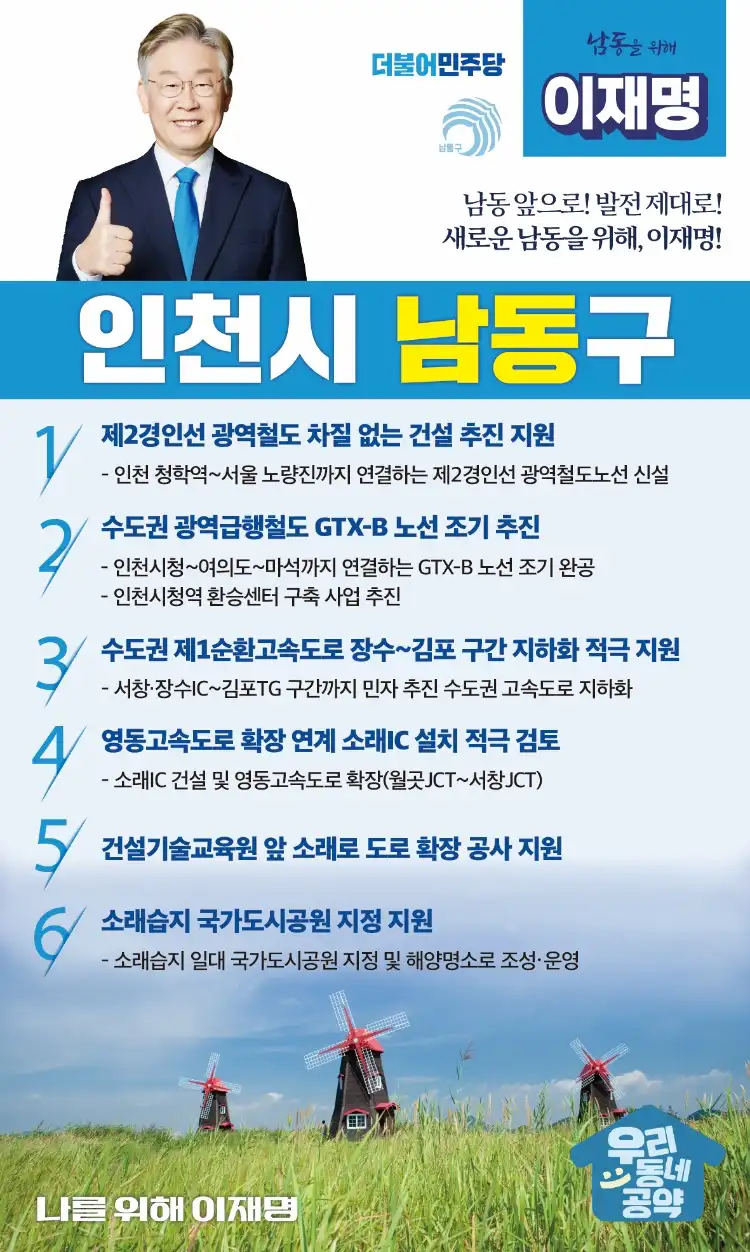 더불어민주당
남동구
남동을 위해
이재명
남동 앞으로! 발전 제대로!
새로운 남동을 위해, 이재명!
인천시 남동구
1 제2경인선 광역철도 차질 없는 건설 추진 지원
- 인천 청학역~서울 노량진까지 연결하는 제2경인선 광역철도노선 신설
2 수도권 광역급행철도 GTX-B 노선 조기 추진
- 인천시청~여의도~마석까지 연결하는 GTX-B 노선 조기 완공
- 인천시청역 환승센터 구축 사업 추진
3 수도권 제1순환고속도로 장수~김포 구간 지하화 적극 지원
- 서창·장수IC~김포TG 구간까지 민자 추진 수도권 고속도로 지하화
4 영동고속도로 확장 연계 소래IC 설치 적극 검토
- 소래IC 건설 및 영동고속도로 확장(월곳JCT~서창JCT)
5 건설기술교육원 앞 소래로 도로 확장 공사 지원
6 소래습지 국가도시공원 지정 지원
- 소래습지 일대 국가도시공원 지정 및 해양명소로 조성·운영
나를 위해 이재명
우리
동네
공약